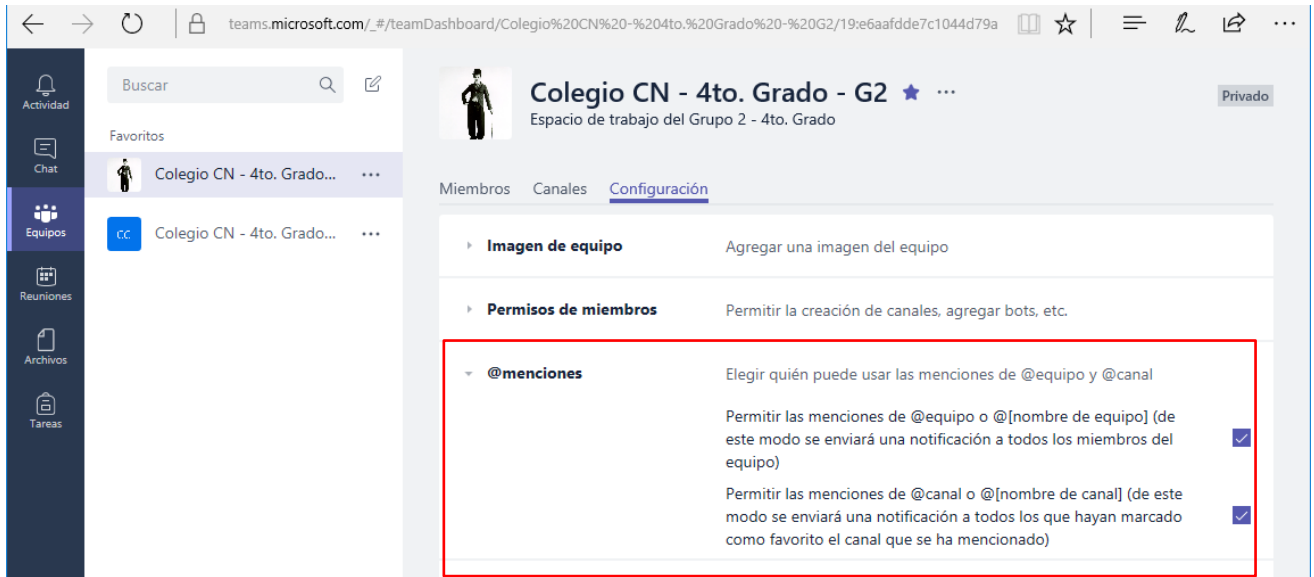 teams.microsoft.com/_#/teamDashboard/Colegio%20CN%20-%204to.%20Grado%20-%20G2/19:e6aafdde7c1044d79a
Actividad
Chat
Equipos
Reuniones
Archivos
Tareas
Buscar
Favoritos
Colegio CN - 4to. Grado...
CC
Colegio CN - 4to. Grado...
Colegio CN - 4to. Grado - G2
Privado
Espacio de trabajo del Grupo 2 - 4to. Grado
Miembros Canales Configuración
Imagen de equipo Agregar una imagen del equipo
Permisos de miembros Permitir la creación de canales, agregar bots, etc.
@menciones Elegir quién puede usar las menciones de @equipo y @canal
Permitir las menciones de @equipo o @[nombre de equipo] (de
este modo se enviará una notificación a todos los miembros del
equipo)
Permitir las menciones de @canal o @[nombre de canal] (de este
modo se enviará una notificación a todos los que hayan marcado
como favorito el canal que se ha mencionado)